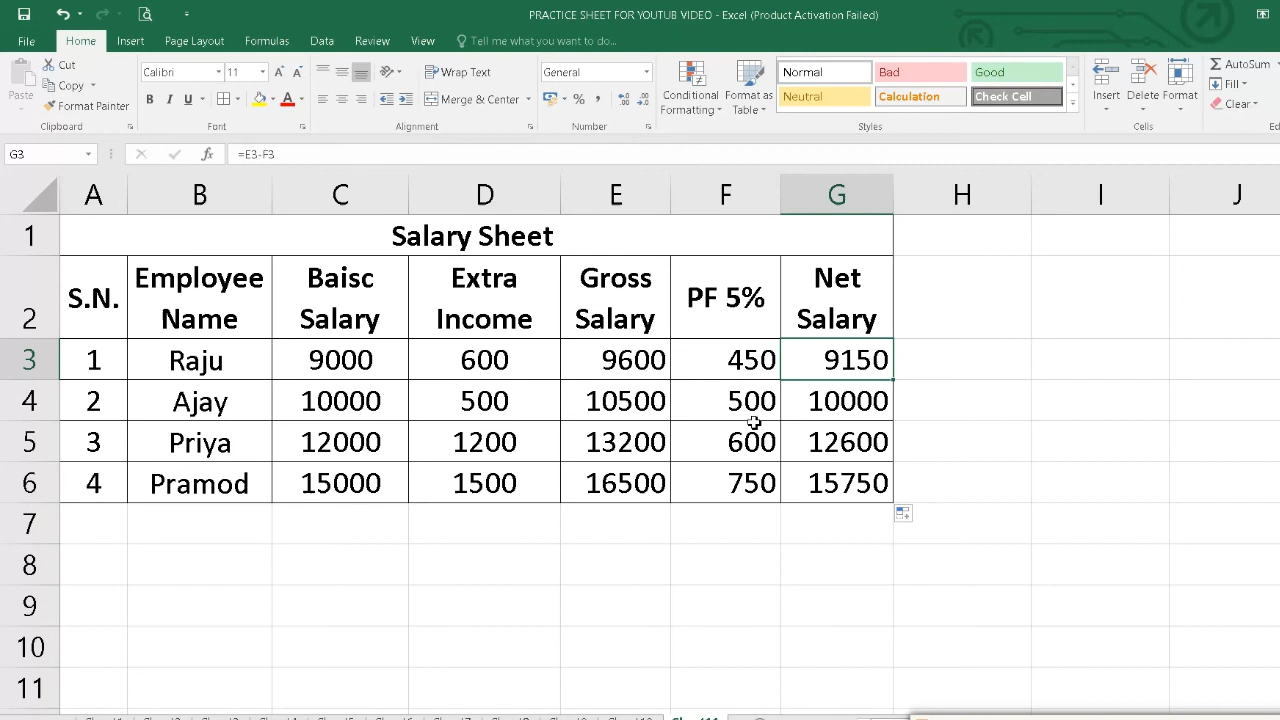 PRACTICE SHEET FOR YOUTUB VIDEO - Excel (Product Activation Failed)
File Home Insert Page Layout Formulas Data Review View Tell me what you want to do...
Paste
Cut
Copy
Format Painter
Clipboard
Calibri 11
B I U
Font
Wrap Text
Merge & Center
Alignment
General
%
Number
Conditional Formatting
Format as Table
Normal Bad Good
Neutral Calculation Check Cell
Styles
Insert Delete Format
Cells
AutoSum
Fill
Clear
G3 fx =E3-F3
A B C D E F G H I J
1 Salary Sheet
2 S.N. Employee Name Baisc Salary Extra Income Gross Salary PF 5% Net Salary
3 1 Raju 9000 600 9600 450 9150
4 2 Ajay 10000 500 10500 500 10000
5 3 Priya 12000 1200 13200 600 12600
6 4 Pramod 15000 1500 16500 750 15750
7
8
9
10
11